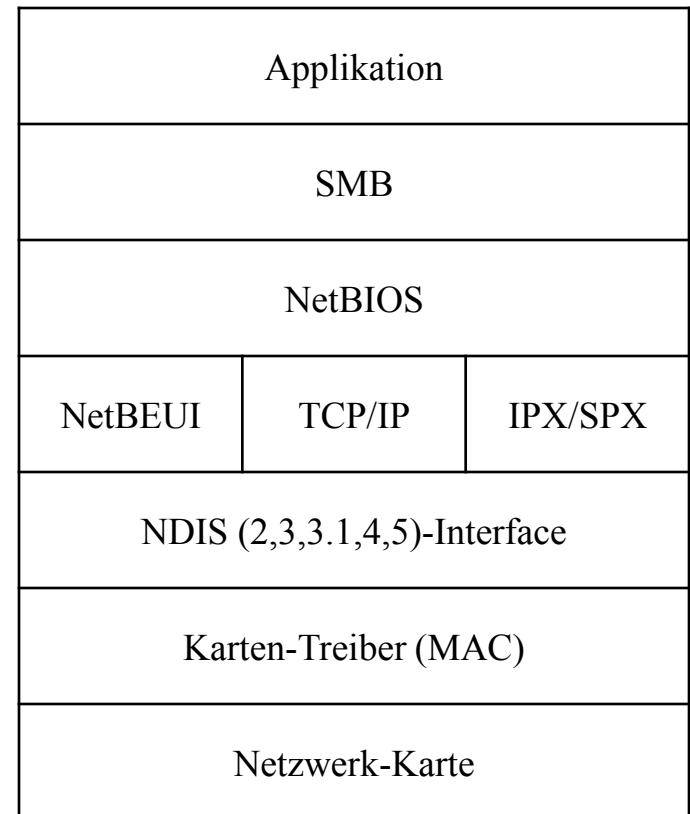 Applikation
SMB
NetBIOS
NetBEUI TCP/IP IPX/SPX
NDIS (2,3,3.1,4,5)-Interface
Karten-Treiber (MAC)
Netzwerk-Karte